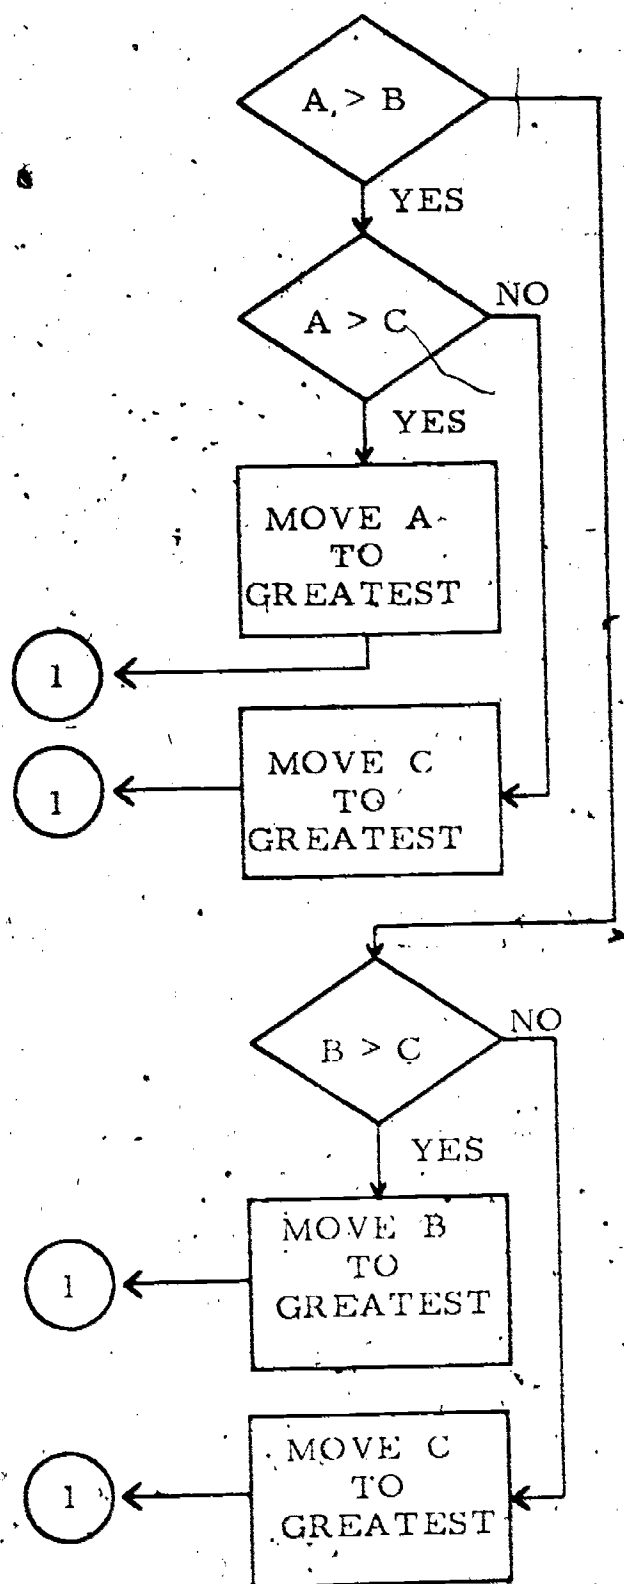 A > B
YES
A > C
NO
YES
MOVE A
TO
GREATEST
1
MOVE C
TO
GREATEST
1
B > C
NO
YES
MOVE B
TO
GREATEST
1
MOVE C
TO
GREATEST
1